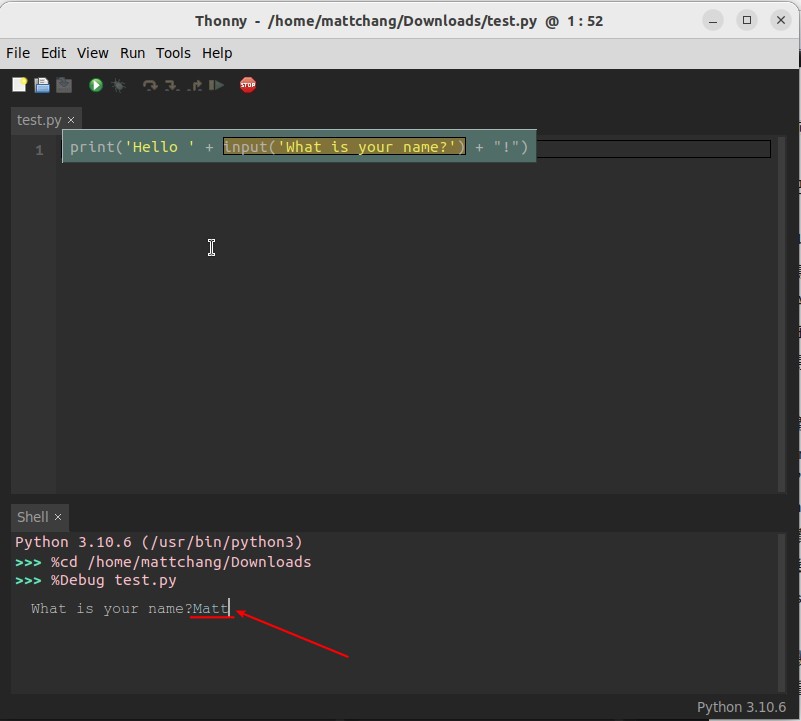 Thonny - /home/mattchang/Downloads/test.py @ 1 : 52
File Edit View Run Tools Help
STOP
test.py ×
1 print('Hello ' + input('What is your name?') + "!")
Shell ×
Python 3.10.6 (/usr/bin/python3)
>>> %cd /home/mattchang/Downloads
>>> %Debug test.py
What is your name?Matt
Python 3.10.6